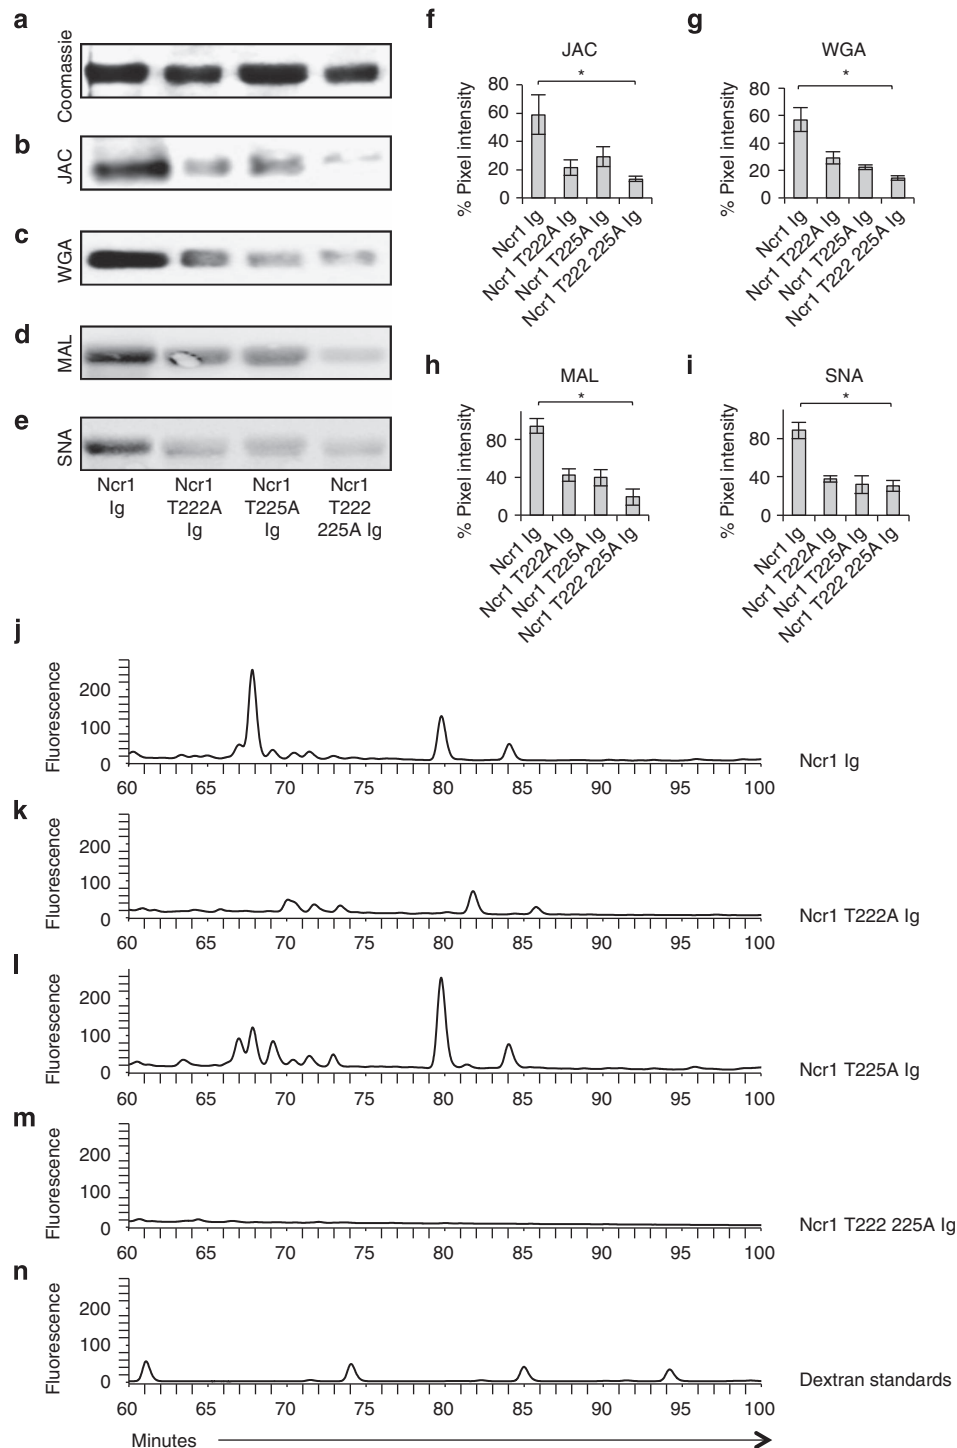 a
Coomassie
b
JAC
c
WGA
d
MAL
e
SNA
Ncr1
Ig
Ncr1
T222A
Ig
Ncr1
T225A
Ig
Ncr1
T222
225A Ig
f
JAC
*
% Pixel intensity
80
60
40
20
0
Ncr1 Ig
Ncr1 T222A Ig
Ncr1 T225A Ig
Ncr1 T222 225A Ig
g
WGA
*
% Pixel intensity
80
60
40
20
0
Ncr1 Ig
Ncr1 T222A Ig
Ncr1 T225A Ig
Ncr1 T222 225A Ig
h
MAL
*
% Pixel intensity
80
40
0
Ncr1 Ig
Ncr1 T222A Ig
Ncr1 T225A Ig
Ncr1 T222 225A Ig
i
SNA
*
% Pixel intensity
80
40
0
Ncr1 Ig
Ncr1 T222A Ig
Ncr1 T225A Ig
Ncr1 T222 225A Ig
j
Fluorescence
200
100
0
60 65 70 75 80 85 90 95 100
Ncr1 Ig
k
Fluorescence
200
100
0
60 65 70 75 80 85 90 95 100
Ncr1 T222A Ig
l
Fluorescence
200
100
0
60 65 70 75 80 85 90 95 100
Ncr1 T225A Ig
m
Fluorescence
200
100
0
60 65 70 75 80 85 90 95 100
Ncr1 T222 225A Ig
n
Fluorescence
200
100
0
60 65 70 75 80 85 90 95 100
Dextran standards
Minutes